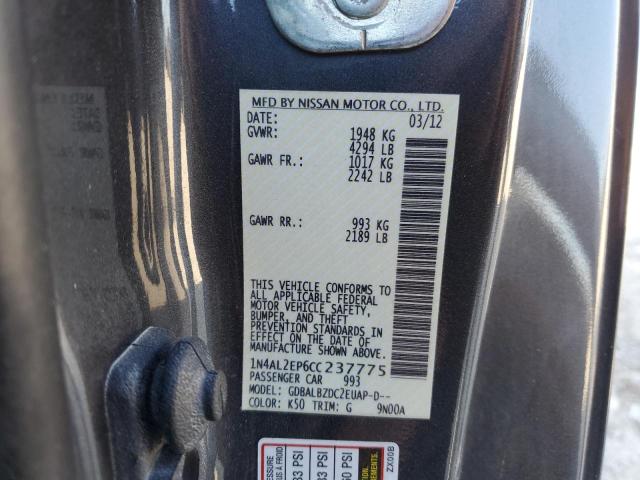 MFD BY NISSAN MOTOR CO., LTD.
DATE: 03/12
GVWR: 1948 KG
4294 LB
GAWR FR.: 1017 KG
2242 LB
GAWR RR.: 993 KG
2189 LB
THIS VEHICLE CONFORMS TO
ALL APPLICABLE FEDERAL
MOTOR VEHICLE SAFETY,
BUMPER, AND THEFT
PREVENTION STANDARDS IN
EFFECT ON THE DATE OF
MANUFACTURE SHOWN ABOVE.
1N4AL2EP6CC237775
PASSENGER CAR 993
MODEL: GDBALBZDC2EUAP-D--
COLOR: K50 TRIM: G 9N00A
ZX00B